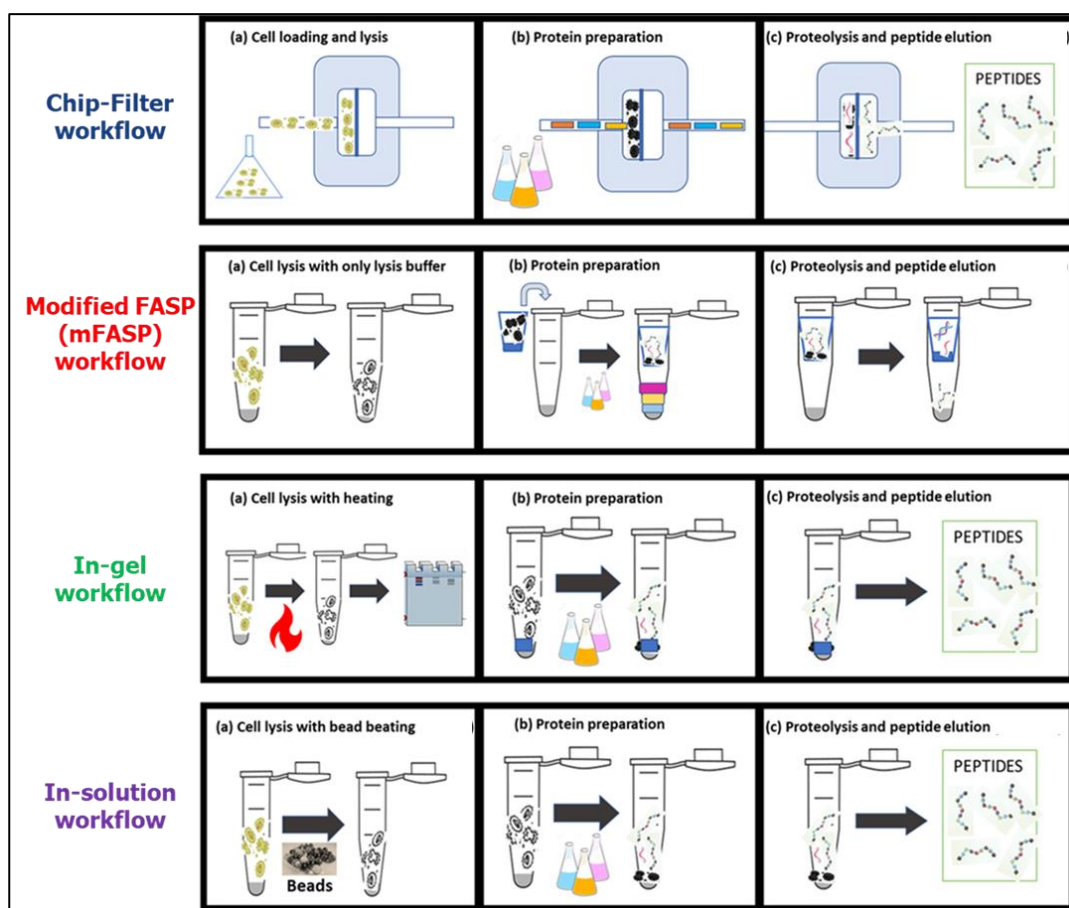 Chip-Filter
workflow
(a) Cell loading and lysis
(b) Protein preparation
(c) Proteolysis and peptide elution
)
PEPTIDES
Modified FASP
(mFASP)
workflow
(a) Cell lysis with only lysis buffer
(b) Protein preparation
(c) Proteolysis and peptide elution
In-gel
workflow
(a) Cell lysis with heating
(b) Protein preparation
(c) Proteolysis and peptide elution
PEPTIDES
In-solution
workflow
(a) Cell lysis with bead beating
)
Beads
(b) Protein preparation
(c) Proteolysis and peptide elution
PEPTIDES